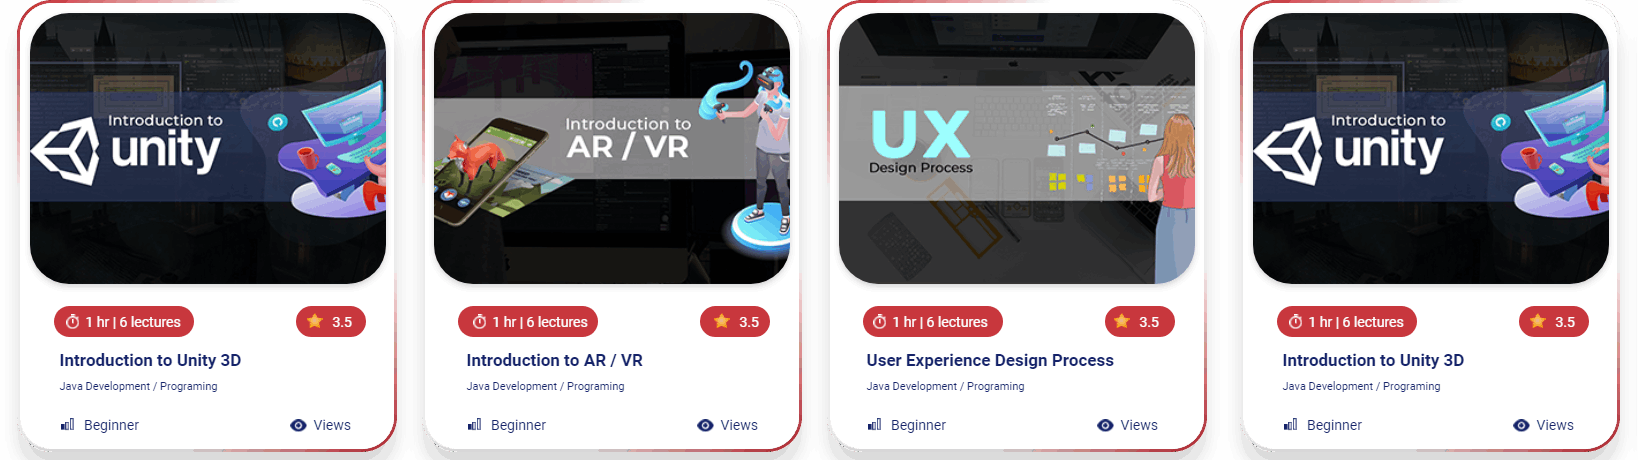 Introduction to
unity
1 hr | 6 lectures
3.5
Introduction to Unity 3D
Java Development / Programing
Beginner
Views
Introduction to
AR / VR
1 hr | 6 lectures
3.5
Introduction to AR / VR
Java Development / Programing
Beginner
Views
UX
Design Process
1 hr | 6 lectures
3.5
User Experience Design Process
Java Development / Programing
Beginner
Views
Introduction to
unity
1 hr | 6 lectures
3.5
Introduction to Unity 3D
Java Development / Programing
Beginner
Views